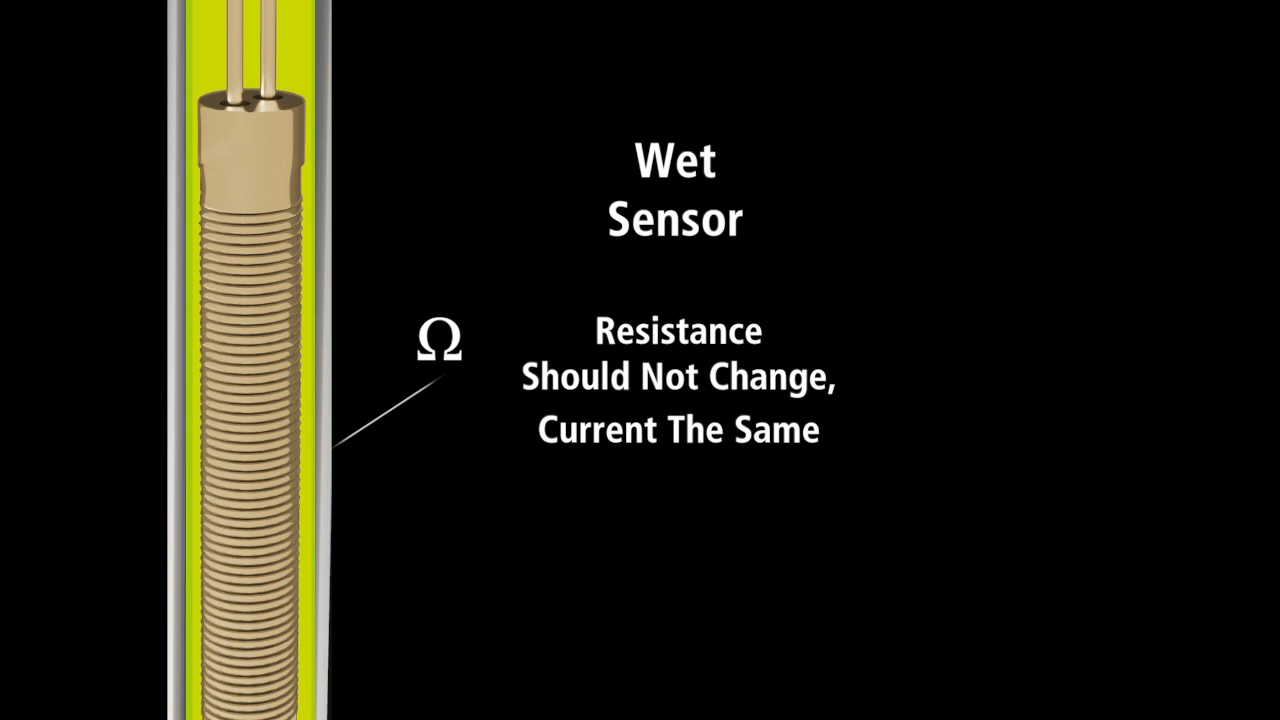 Wet
Sensor
Ω
Resistance
Should Not Change,
Current The Same